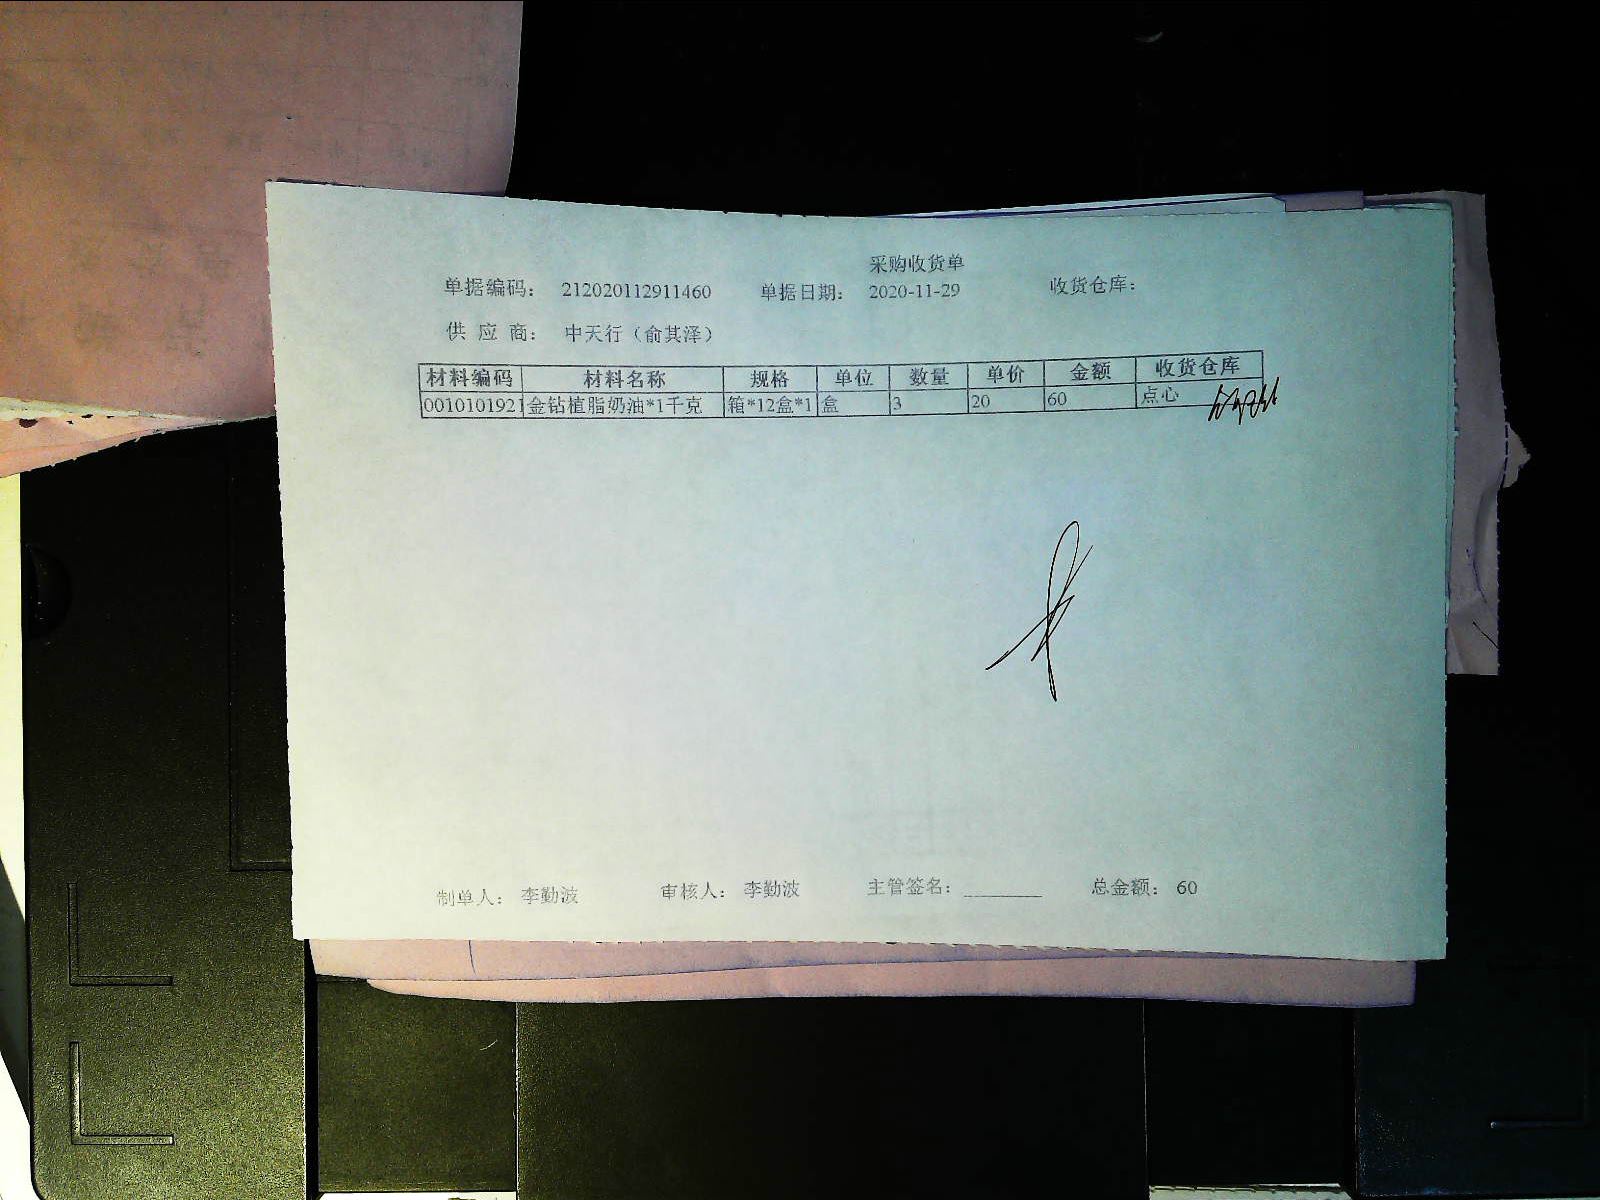 采购收货单
单据编码： 212020112911460 单据日期： 2020-11-29 收货仓库：
供 应 商： 中天行（俞其泽）
材料编码 材料名称 规格 单位 数量 单价 金额 收货仓库
0010101921 金钻植脂奶油*1千克 箱*12盒*1 盒 3 20 60 点心
制单人： 李勤波 审核人： 李勤波 主管签名： 总金额： 60